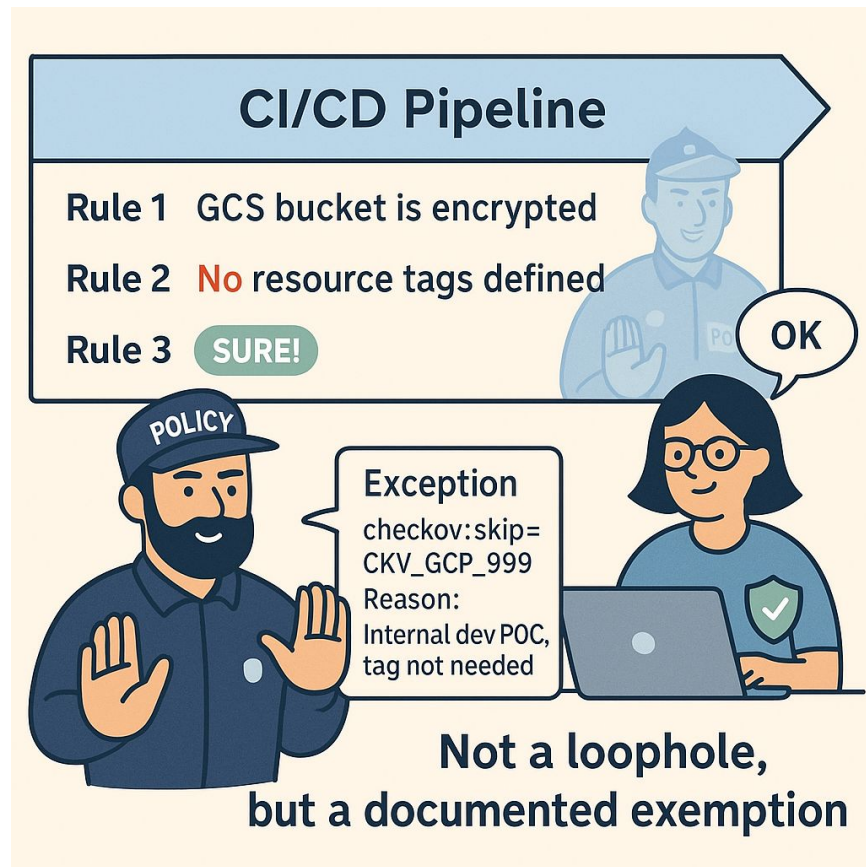 CI/CD Pipeline
Rule 1 GCS bucket is encrypted
Rule 2 No resource tags defined
Rule 3 SURE!
PO
OK
POLICY
Exception
checkov:skip=
CKV_GCP_999
Reason:
Internal dev POC,
tag not needed
Not a loophole,
but a documented exemption